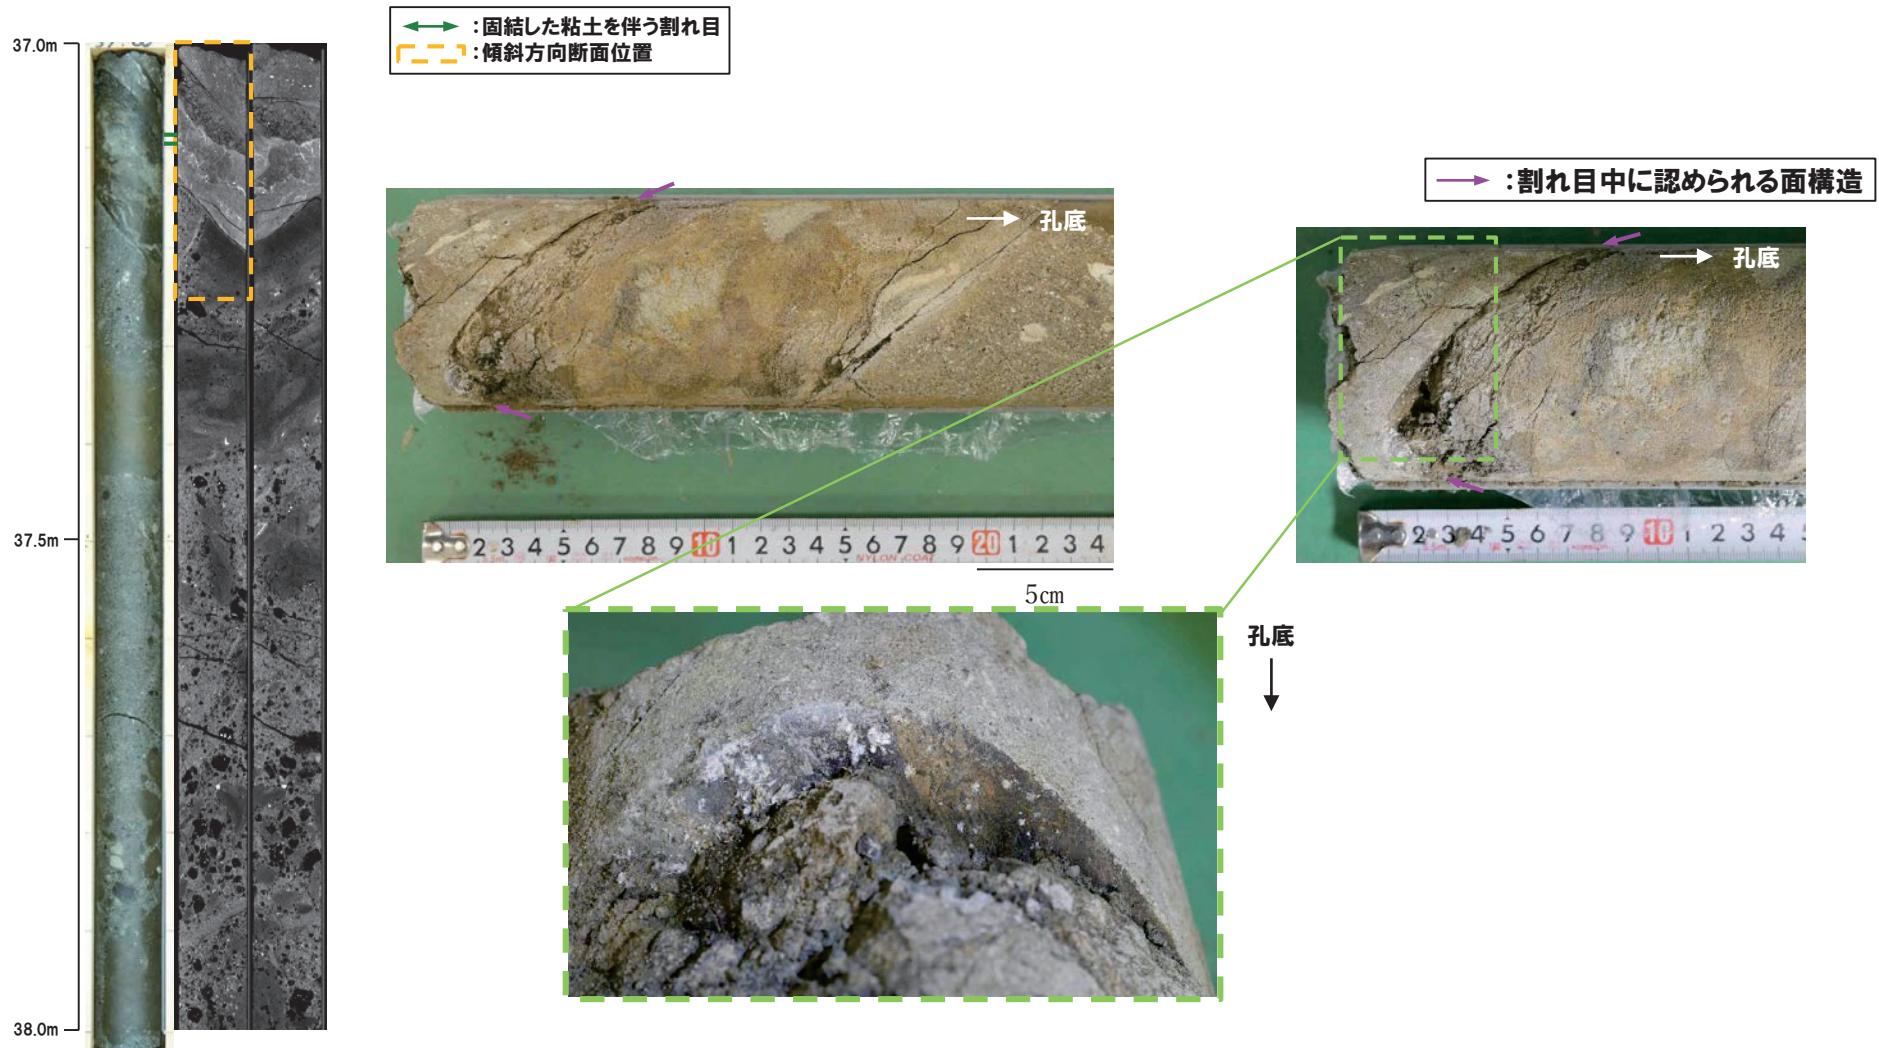 37.0m
37.5m
38.0m
:固結した粘土を伴う割れ目
:傾斜方向断面位置
孔底
2 3 4 5 6 7 8 9 10 1 2 3 4 5 6 7 8 9 20 1 2 3 4
NYLON COAT
5cm
:割れ目中に認められる面構造
孔底
2 3 4 5 6 7 8 9 10 1 2 3 4 5
孔底